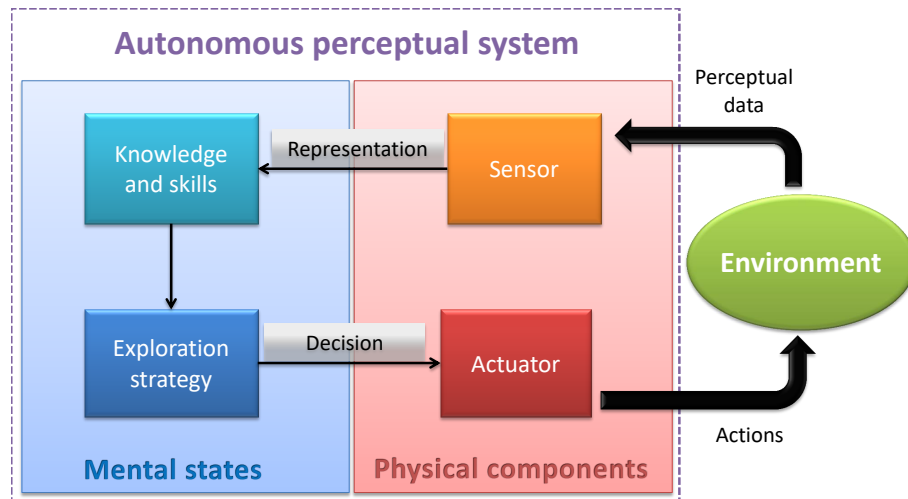 Autonomous perceptual system
Perceptual
data
Knowledge
and skills
Representation
Sensor
Environment
Exploration
strategy
Decision
Actuator
Actions
Mental states
Physical components